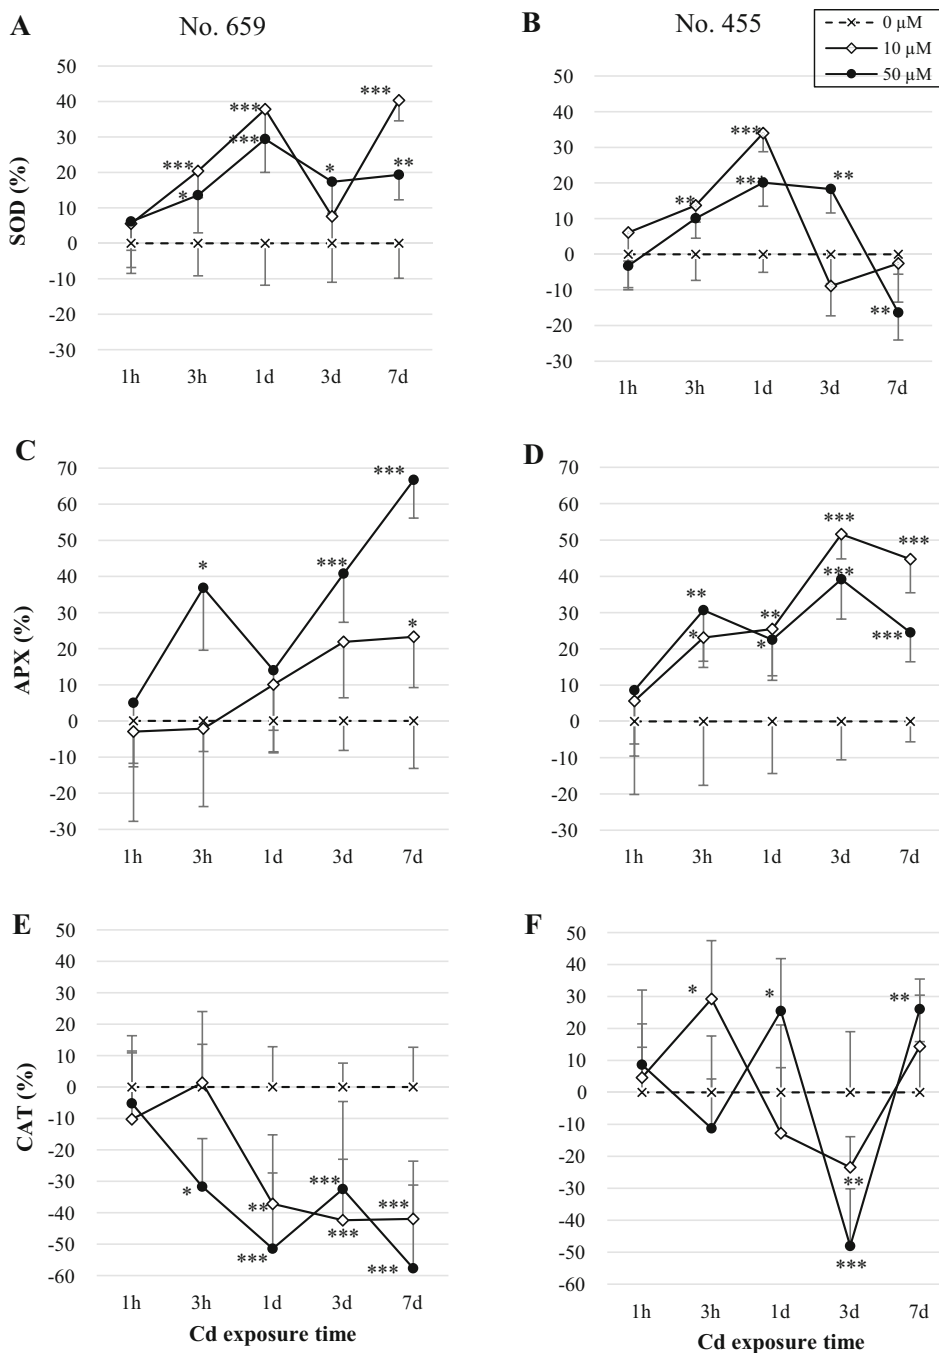 A
No. 659
B
No. 455
0 µM
10 µM
50 µM
SOD (%)
50
40
30
20
10
0
-10
-20
-30
***
*
***
***
*
***
**
1h
3h
1d
3d
7d
50
40
30
20
10
0
-10
-20
-30
**
***
***
**
**
1h
3h
1d
3d
7d
C
APX (%)
70
60
50
40
30
20
10
0
-10
-20
-30
*
***
***
*
1h
3h
1d
3d
7d
D
70
60
50
40
30
20
10
0
-10
-20
-30
**
*
**
*
***
***
***
***
1h
3h
1d
3d
7d
E
CAT (%)
50
40
30
20
10
0
-10
-20
-30
-40
-50
-60
*
**
***
***
***
***
***
1h
3h
1d
3d
7d
Cd exposure time
F
50
40
30
20
10
0
-10
-20
-30
-40
-50
-60
*
*
**
***
**
1h
3h
1d
3d
7d
Cd exposure time